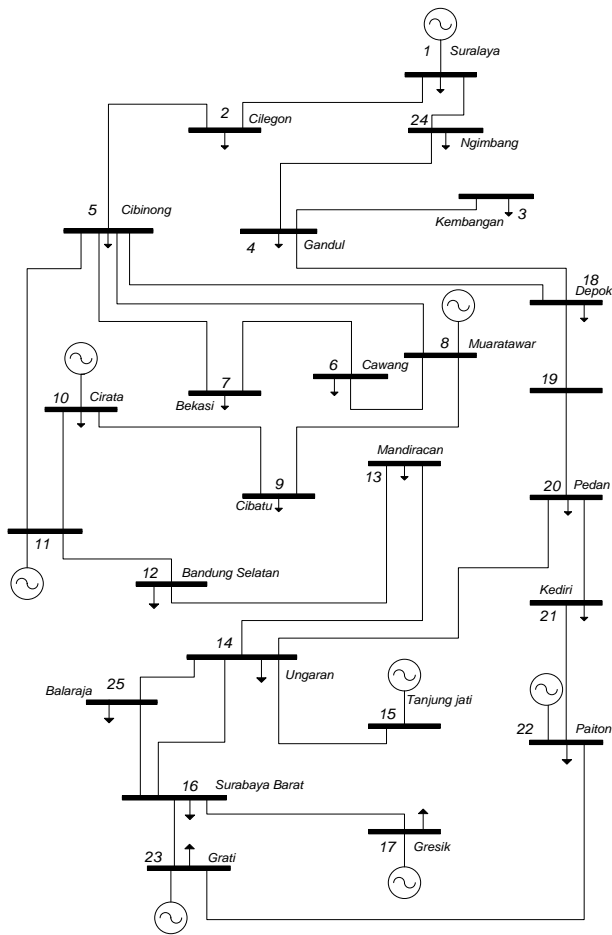 1 Suralaya
2 Cilegon
24 Ngimbang
5 Cibinong
Kembangan 3
4 Gandul
18
Depok
8 Muaratawar
10 Cirata
6 Cawang
7
Bekasi
19
Mandiracan
13
9
Cibatu
20 Pedan
11
12 Bandung Selatan
Kediri
21
14
Ungaran
Balaraja 25
Tanjung jati
15
22 Paiton
16 Surabaya Barat
17 Gresik
23 Grati